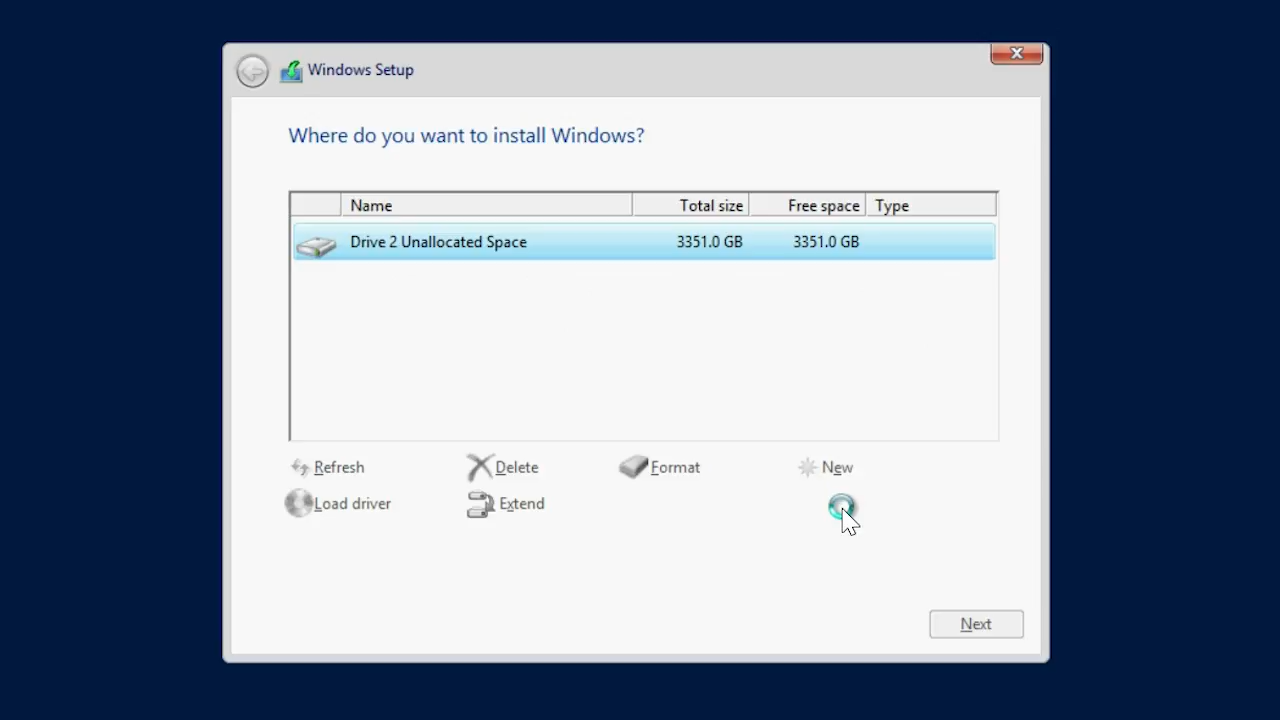 Windows Setup
Where do you want to install Windows?
Name Total size Free space Type
Drive 2 Unallocated Space 3351.0 GB 3351.0 GB
Refresh Delete Format New
Load driver Extend
Next